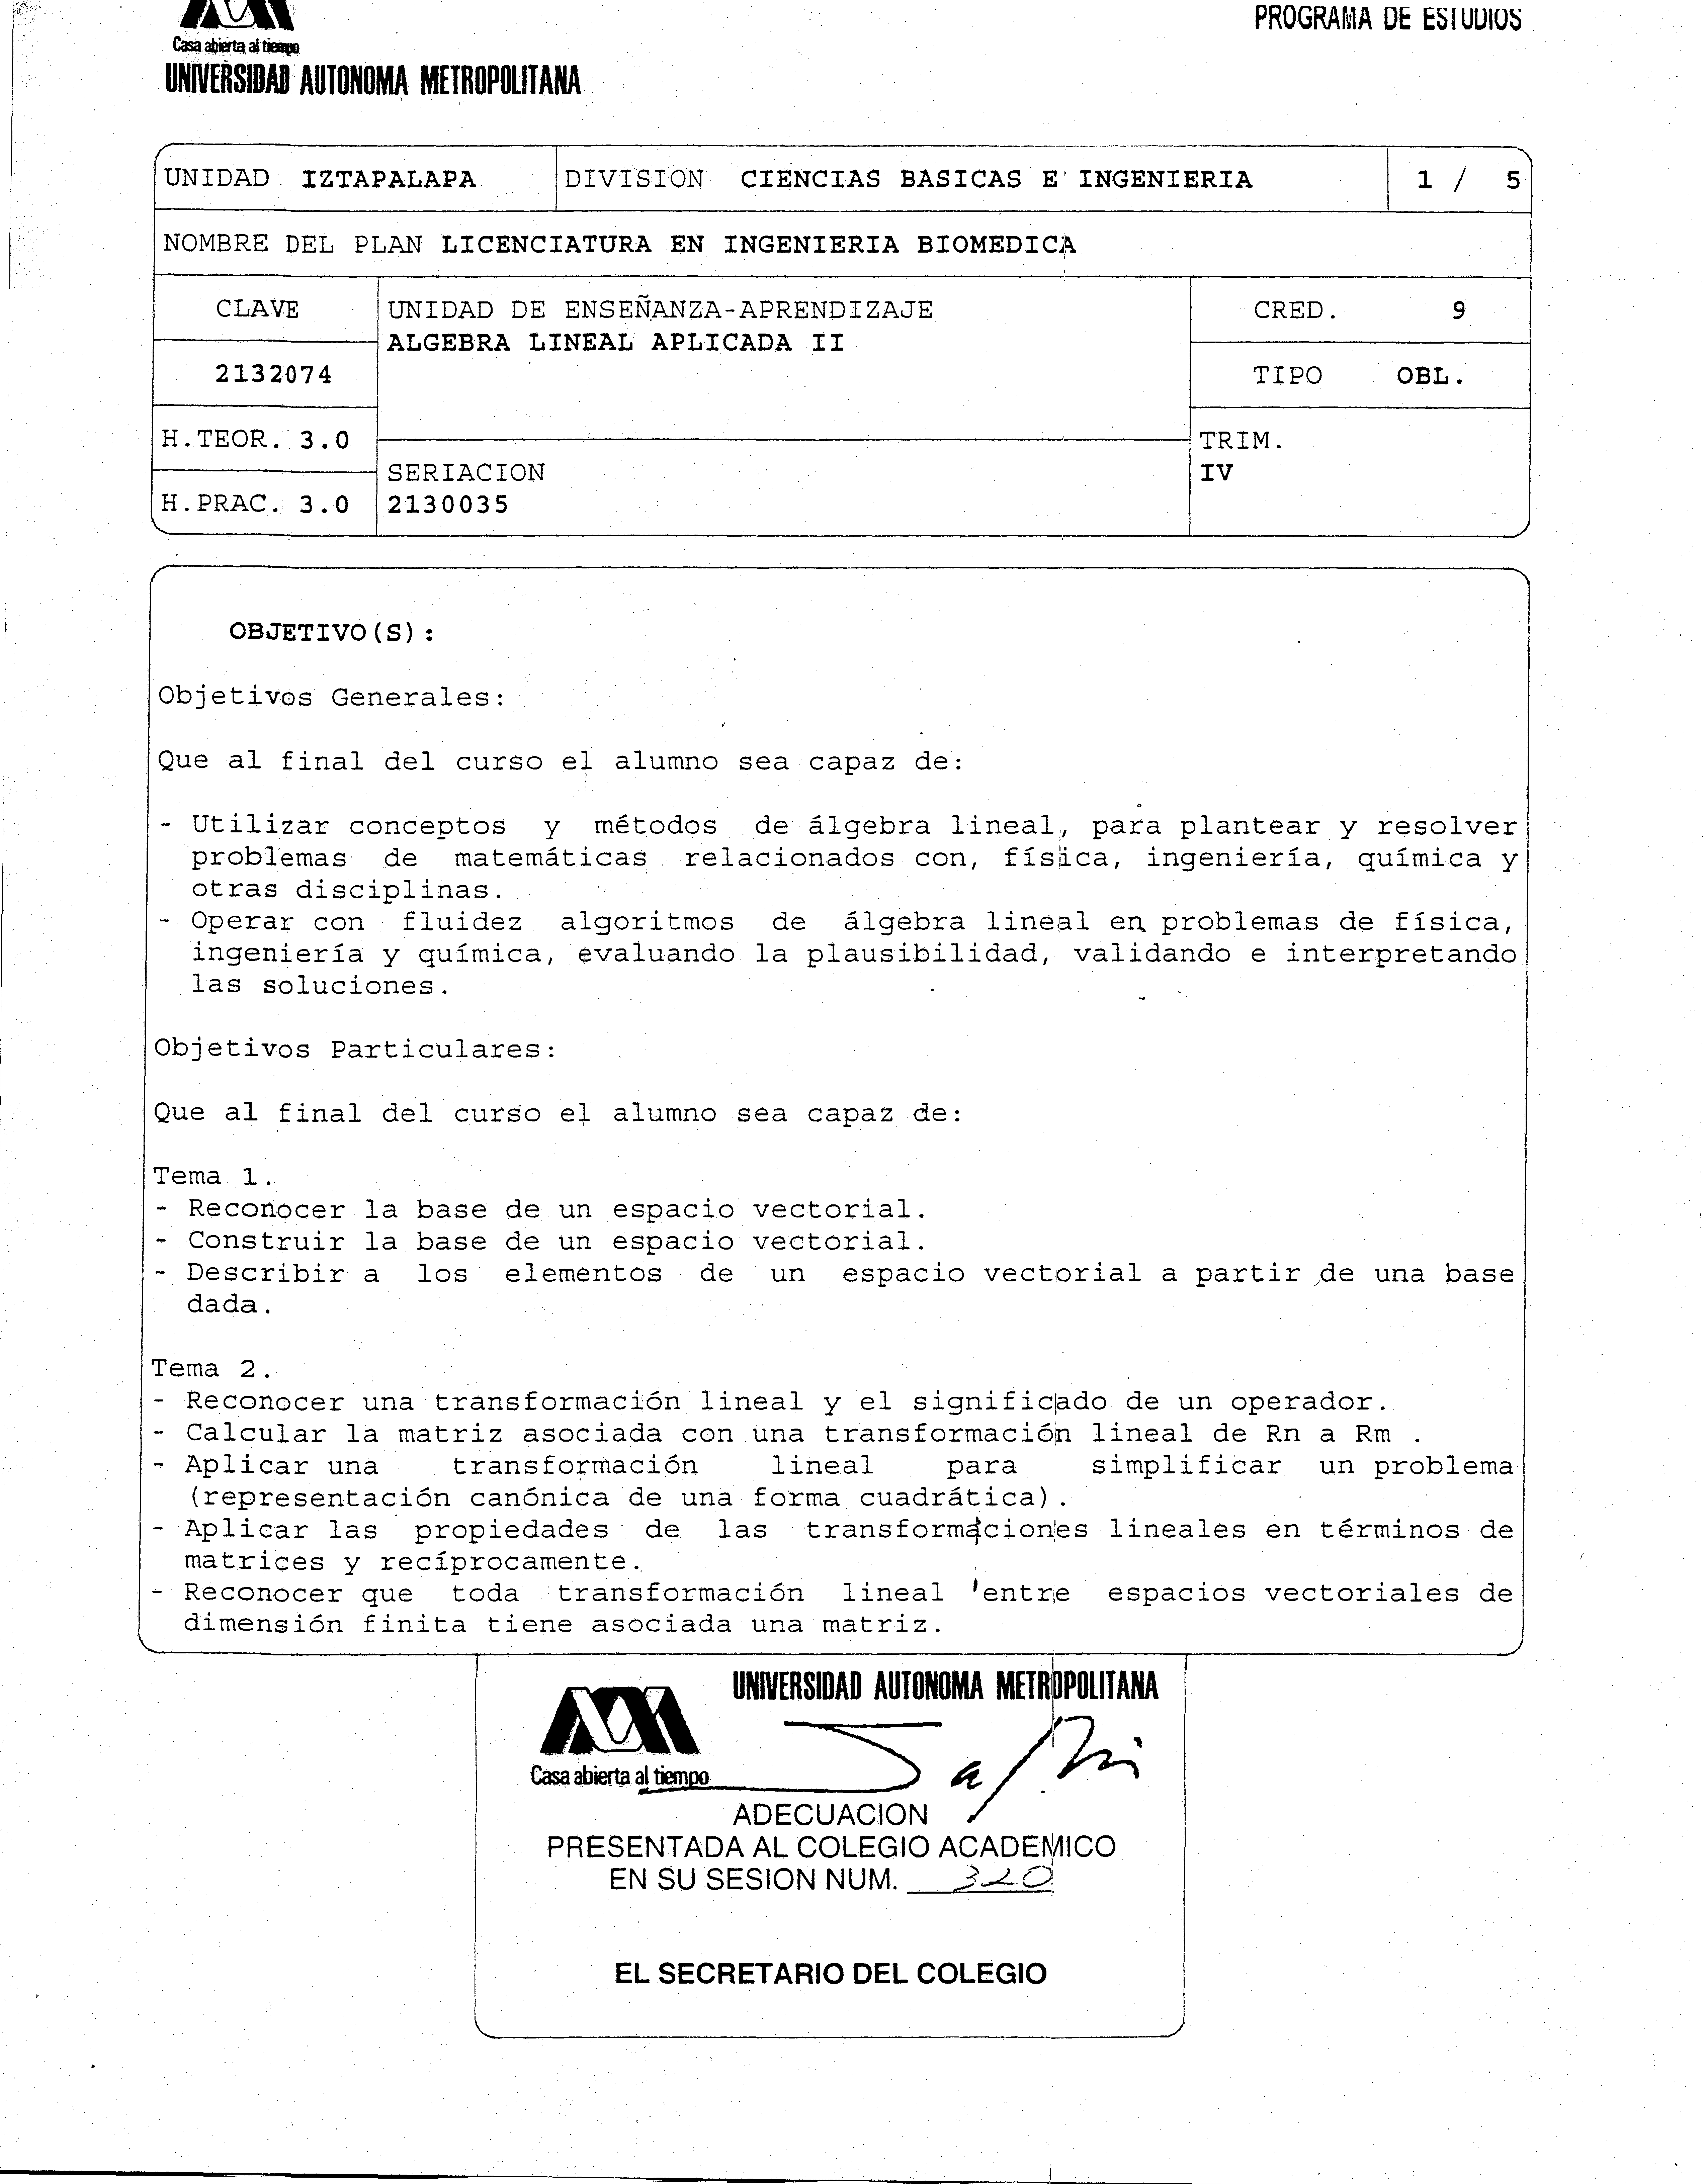 PROGRAMA DE ESTUDIOS
Casa abierta al tiempo
UNIVERSIDAD AUTONOMA METROPOLITANA
UNIDAD IZTAPALAPA DIVISION CIENCIAS BASICAS E INGENIERIA 1 / 5
NOMBRE DEL PLAN LICENCIATURA EN INGENIERIA BIOMEDICA
CLAVE UNIDAD DE ENSEÑANZA-APRENDIZAJE CRED. 9
ALGEBRA LINEAL APLICADA II
2132074 TIPO OBL.
H.TEOR. 3.0 TRIM.
SERIACION IV
H.PRAC. 3.0 2130035
OBJETIVO(S):
Objetivos Generales:
Que al final del curso el alumno sea capaz de:
- Utilizar conceptos y métodos de álgebra lineal, para plantear y resolver
problemas de matemáticas relacionados con, física, ingeniería, química y
otras disciplinas.
- Operar con fluidez algoritmos de álgebra lineal en problemas de física,
ingeniería y química, evaluando la plausibilidad, validando e interpretando
las soluciones.
Objetivos Particulares:
Que al final del curso el alumno sea capaz de:
Tema 1.
- Reconocer la base de un espacio vectorial.
- Construir la base de un espacio vectorial.
- Describir a los elementos de un espacio vectorial a partir de una base
dada.
Tema 2.
- Reconocer una transformación lineal y el significado de un operador.
- Calcular la matriz asociada con una transformación lineal de Rn a Rm .
- Aplicar una transformación lineal para simplificar un problema
(representación canónica de una forma cuadrática).
- Aplicar las propiedades de las transformaciones lineales en términos de
matrices y recíprocamente.
- Reconocer que toda transformación lineal entre espacios vectoriales de
dimensión finita tiene asociada una matriz.
UNIVERSIDAD AUTONOMA METROPOLITANA
Casa abierta al tiempo
ADECUACION
PRESENTADA AL COLEGIO ACADEMICO
EN SU SESION NUM. 320
EL SECRETARIO DEL COLEGIO